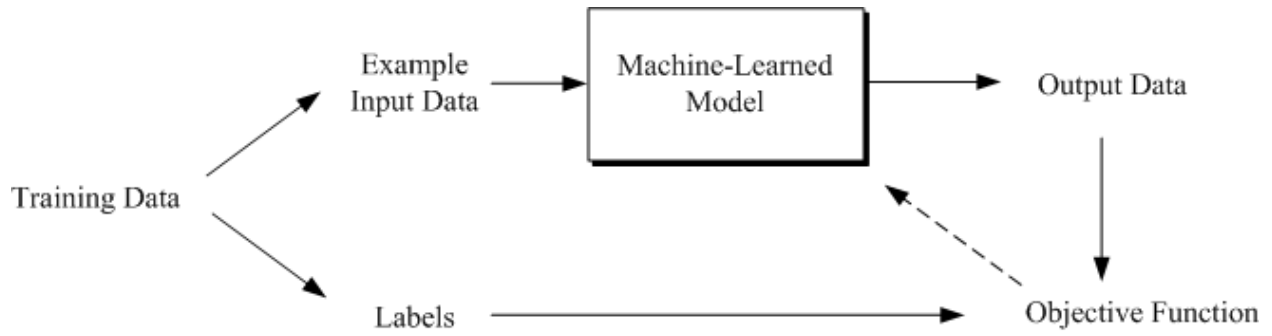 Example
Input Data
Machine-Learned
Model
Output Data
Training Data
Labels
Objective Function